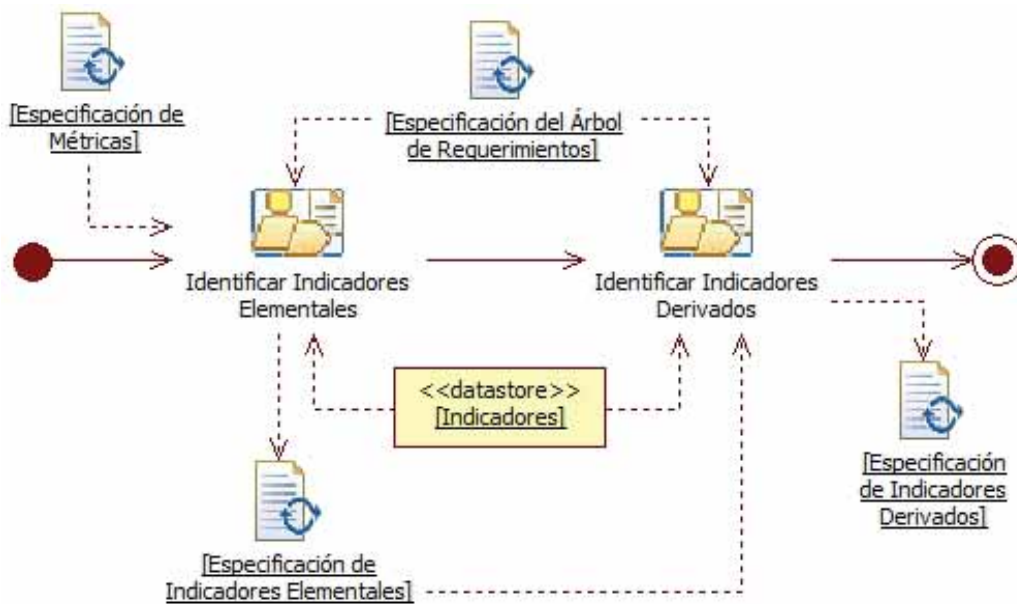 [Especificación de
Métricas]
[Especificación del Árbol
de Requerimientos]
Identificar Indicadores
Elementales
Identificar Indicadores
Derivados
<<datastore>>
[Indicadores]
[Especificación
de Indicadores
Derivados]
[Especificación de
Indicadores Elementales]